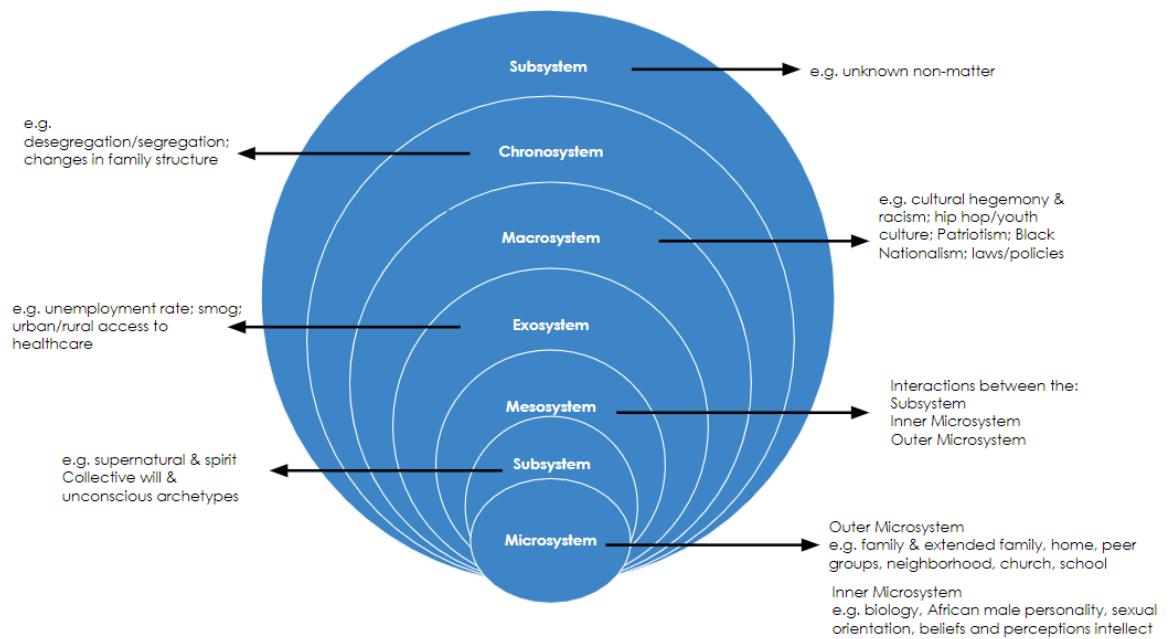 Subsystem
e.g. unknown non-matter
e.g.
desegregation/segregation;
changes in family structure
Chronosystem
e.g. cultural hegemony &
racism; hip hop/youth
culture; Patriotism; Black
Nationalism; laws/policies
Macrosystem
e.g. unemployment rate; smog;
urban/rural access to
healthcare
Exosystem
Interactions between the:
Subsystem
Inner Microsystem
Outer Microsystem
Mesosystem
e.g. supernatural & spirit
Collective will &
unconscious archetypes
Subsystem
Microsystem
Outer Microsystem
e.g. family & extended family, home, peer
groups, neighborhood, church, school
Inner Microsystem
e.g. biology, African male personality, sexual
orientation, beliefs and perceptions intellect